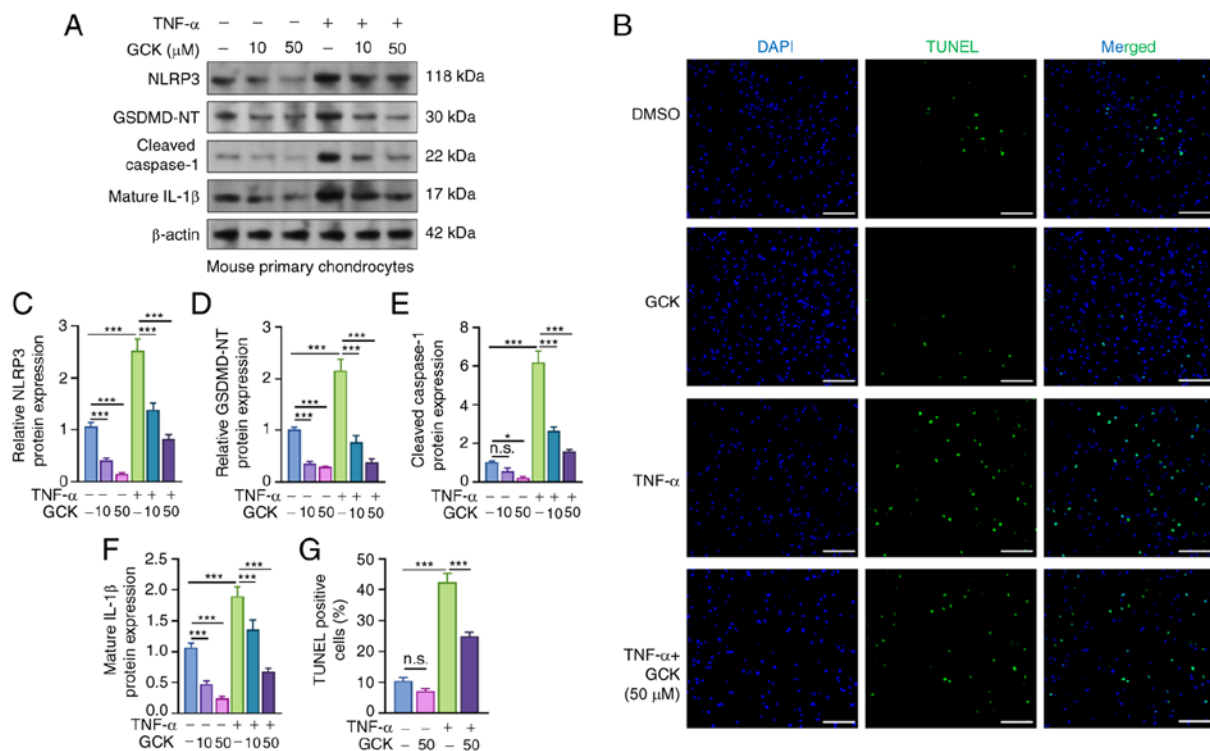 A
TNF-α − − − + + +
GCK (μM) − 10 50 − 10 50
NLRP3 118 kDa
GSDMD-NT 30 kDa
Cleaved
caspase-1 22 kDa
Mature IL-1β 17 kDa
β-actin 42 kDa
Mouse primary chondrocytes
B
DAPI TUNEL Merged
DMSO
GCK
TNF-α
TNF-α+
GCK
(50 μM)
C
Relative NLRP3
protein expression
3
2
1
0
*** *** *** *** ***
TNF-α − − − + + +
GCK − 10 50 − 10 50
D
Relative GSDMD-NT
protein expression
3
2
1
0
*** *** *** *** ***
TNF-α − − − + + +
GCK − 10 50 − 10 50
E
Cleaved caspase-1
protein expression
8
6
4
2
0
n.s. * *** *** ***
TNF-α − − − + + +
GCK − 10 50 − 10 50
F
Mature IL-1β
protein expression
2.5
2.0
1.5
1.0
0.5
0.0
*** *** *** *** ***
TNF-α − − − + + +
GCK − 10 50 − 10 50
G
TUNEL positive
cells (%)
50
40
30
20
10
0
n.s. *** ***
TNF-α − − + +
GCK − 50 − 50